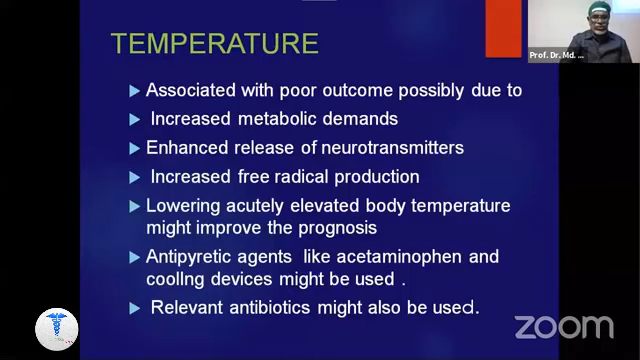 TEMPERATURE
Prof. Dr. Md. ...
Associated with poor outcome possibly due to
Increased metabolic demands
Enhanced release of neurotransmitters
Increased free radical production
Lowering acutely elevated body temperature
might improve the prognosis
Antipyretic agents like acetaminophen and
coolIng devices might be used .
Relevant antibiotics might also be used.
zoom